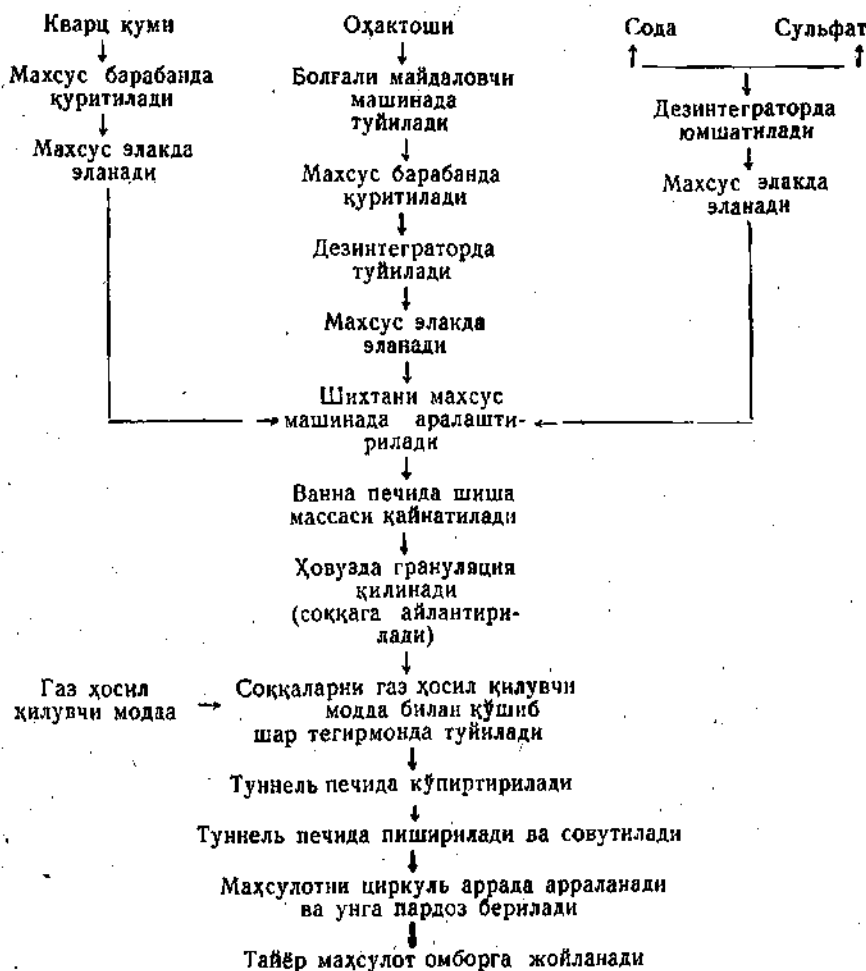 Кварц қуми
Махсус барабанда
қуритилади
Махсус элакда
эланади
Оҳактоши
Болғали майдаловчи
машинада
туйилади
Махсус барабанда
қуритилади
Дезинтеграторда
туйилади
Махсус элакда
эланади
Сода Сульфат
Дезинтеграторда
юмшатилади
Махсус элакда
эланади
Шихтани махсус
машинада аралашти-
рилади
Ванна печида шиша
массаси қайнатилади
Ҳовузда грануляция
қилинади
(соққага айлантири-
лади)
Газ ҳосил
қилувчи модда
Соққаларни газ ҳосил қилувчи
модда билан қўшиб
шар тегирмонда туйилади
Туннель печида кўпиртирилади
Туннель печида пиширилади ва совутилади
Маҳсулотни циркуль аррада арраланади
ва унга пардоз берилади
Тайёр маҳсулот омборга жойланади